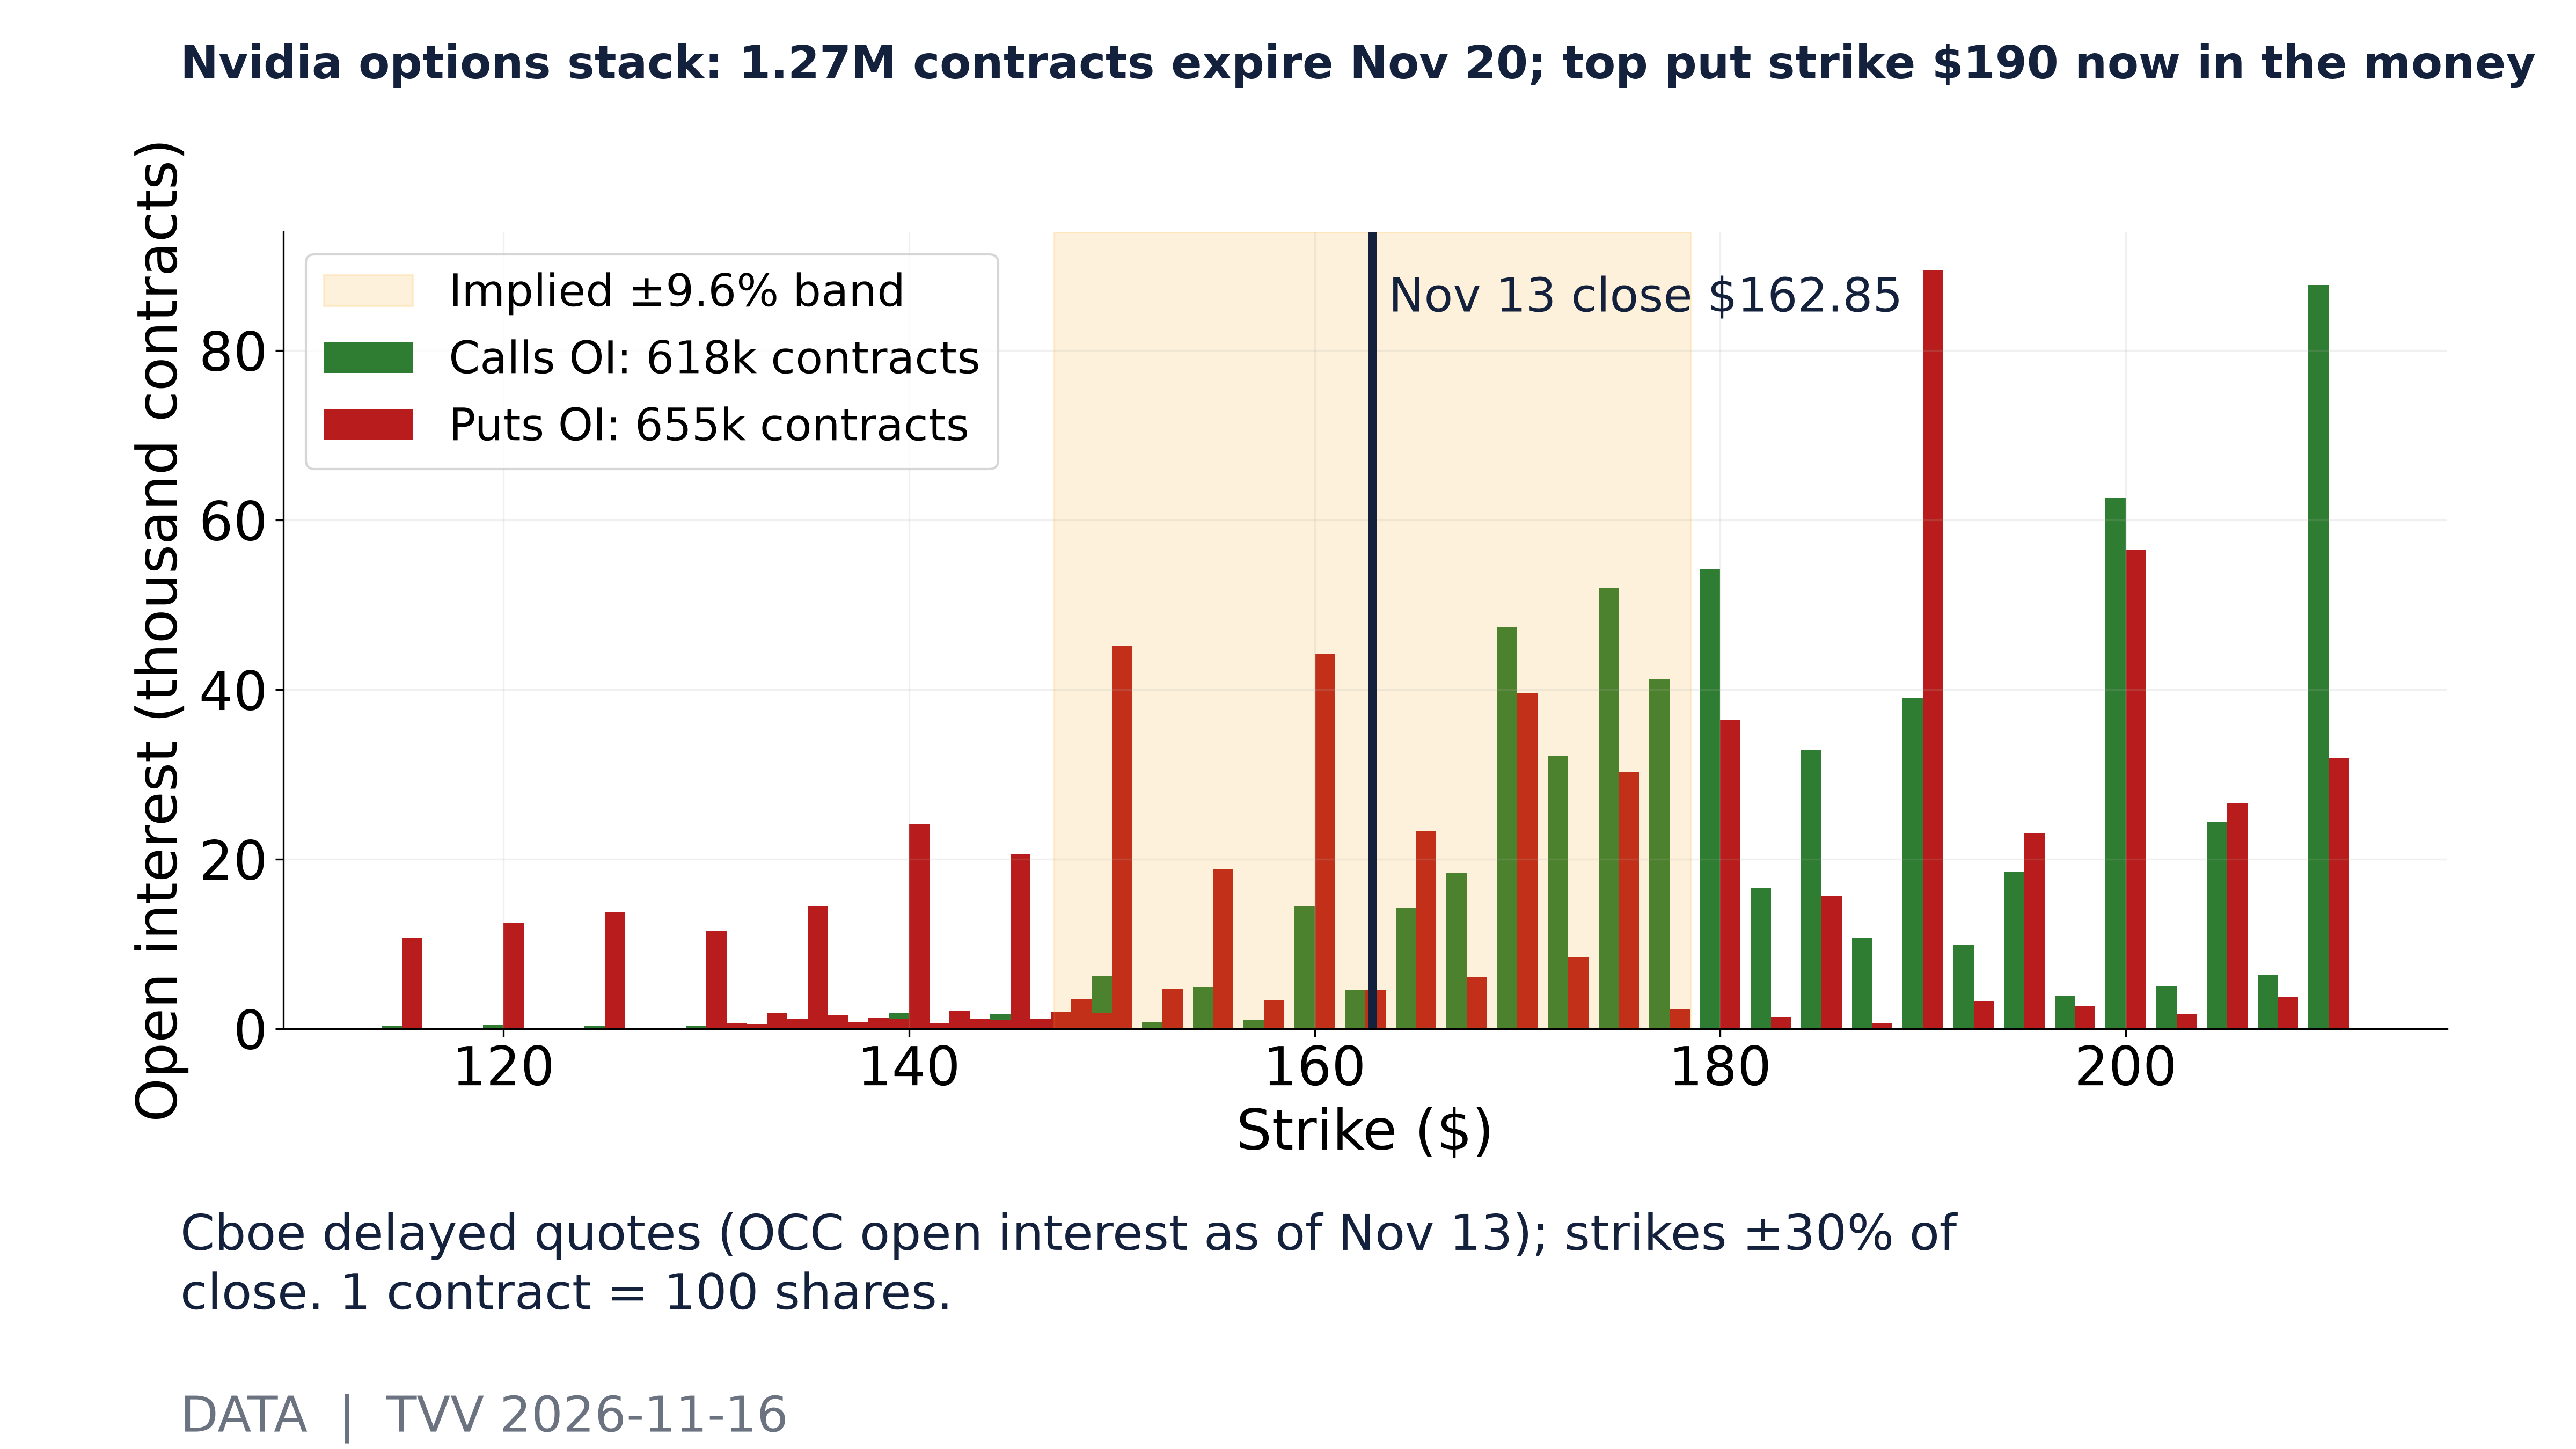 Nvidia options stack: 1.27M contracts expire Nov 20; top put strike $190 now in the money
Open interest (thousand contracts)
Implied ±9.6% band
Calls OI: 618k contracts
Puts OI: 655k contracts
Nov 13 close $162.85
80
60
40
20
0
120 140 160 180 200
Strike ($)
Cboe delayed quotes (OCC open interest as of Nov 13); strikes ±30% of
close. 1 contract = 100 shares.
DATA | TVV 2026-11-16